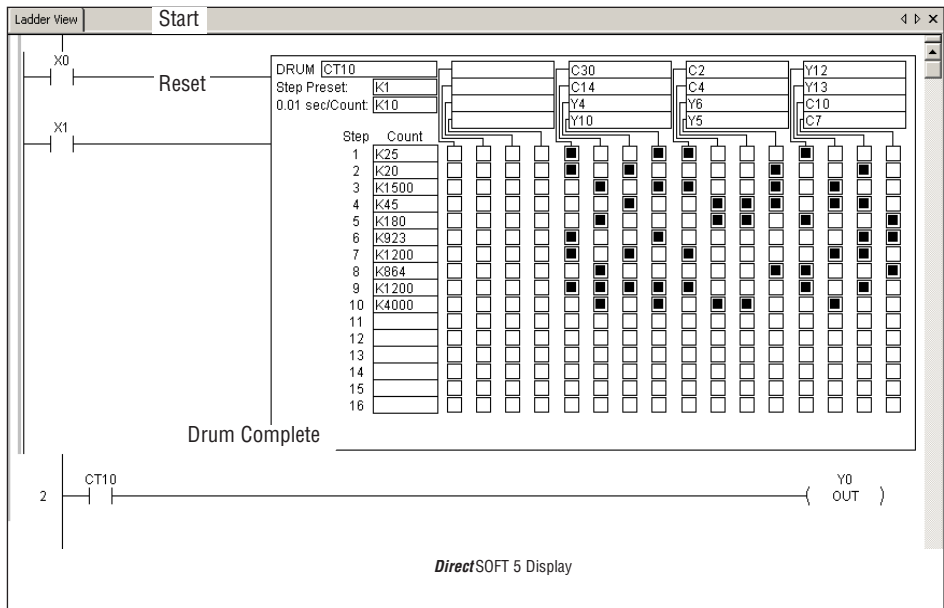 Ladder View
Start
X0
Reset
X1
DRUM CT10
Step Preset: K1
0.01 sec/Count: K10
C30
C14
Y4
Y10
C2
C4
Y6
Y5
Y12
Y13
C10
C7
Step Count
1 K25
2 K20
3 K1500
4 K45
5 K180
6 K923
7 K1200
8 K864
9 K1200
10 K4000
11
12
13
14
15
16
Drum Complete
CT10
Y0
2
OUT
DirectSOFT 5 Display